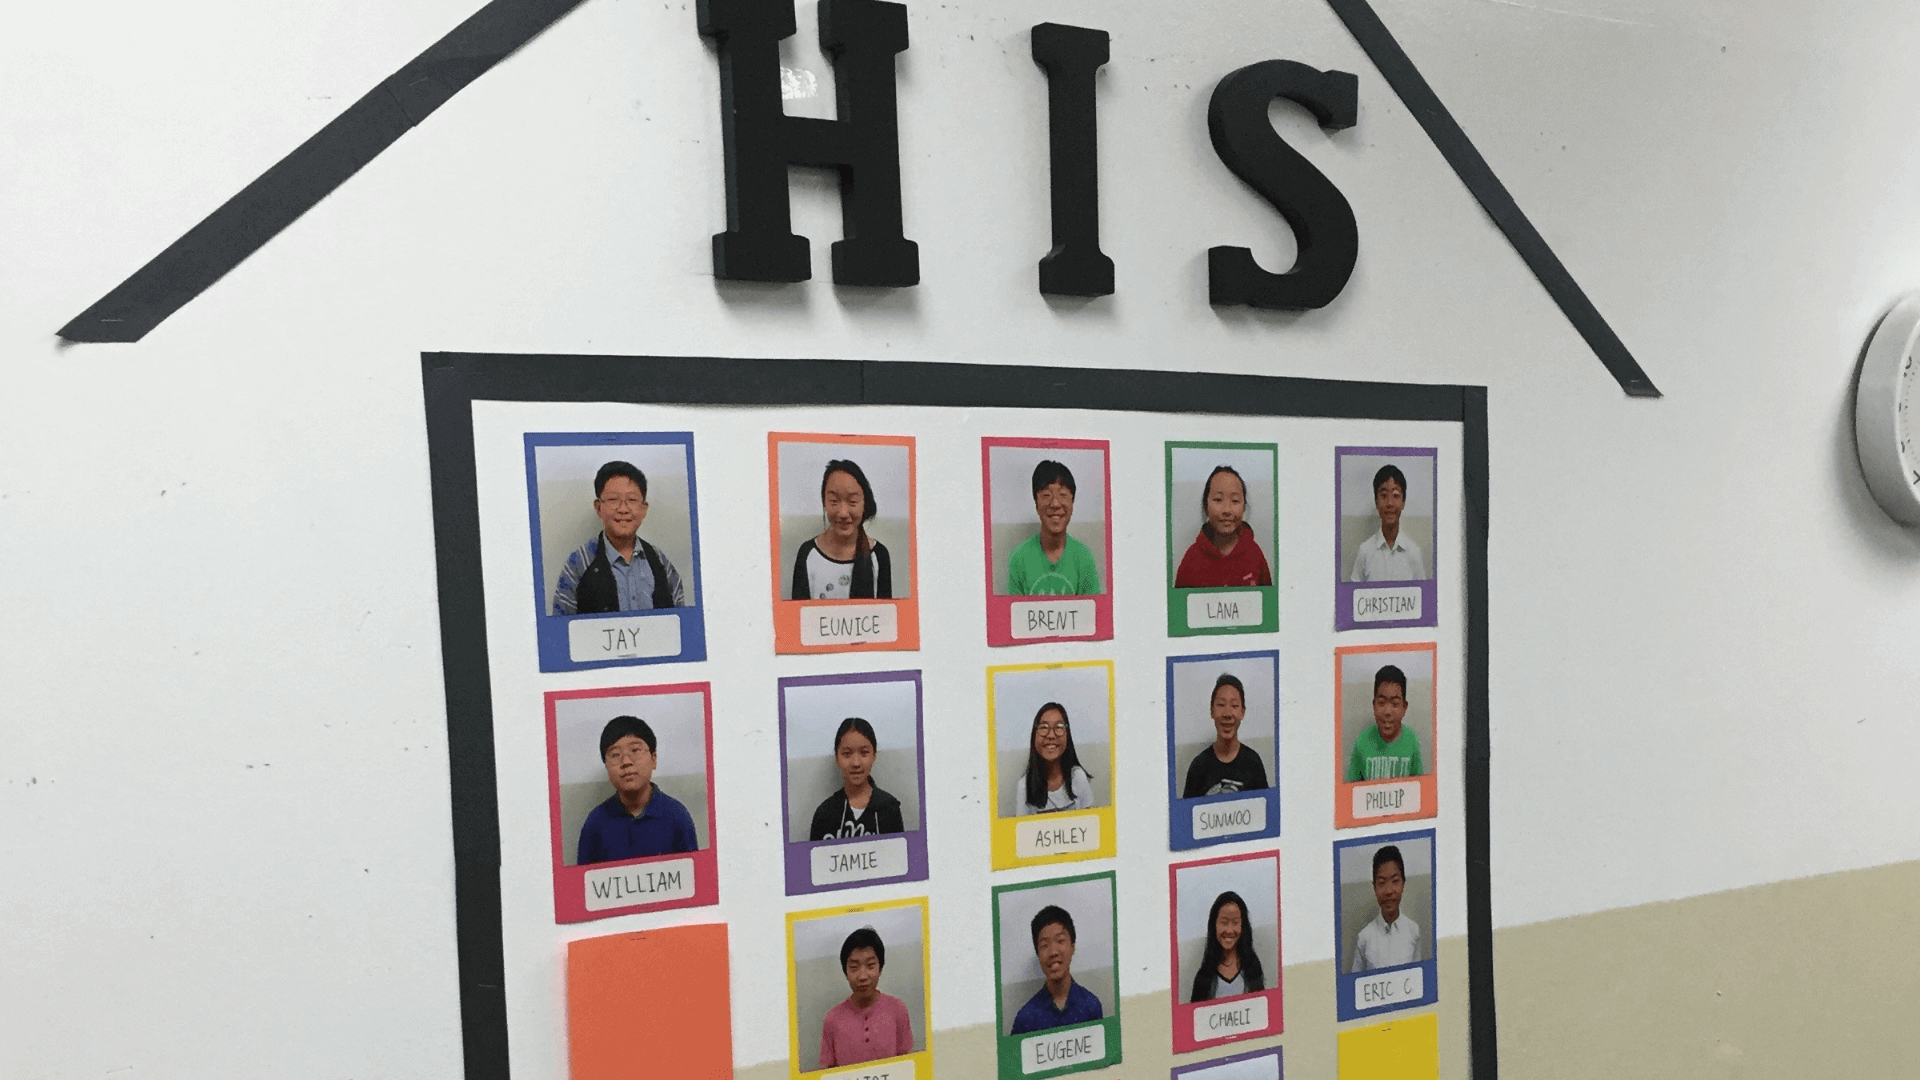 HIS
JAY
EUNICE
BRENT
LANA
CHRISTIAN
WILLIAM
JAMIE
ASHLEY
SUNWOO
PHILLIP
EUGENE
CHAELI
ERIC C